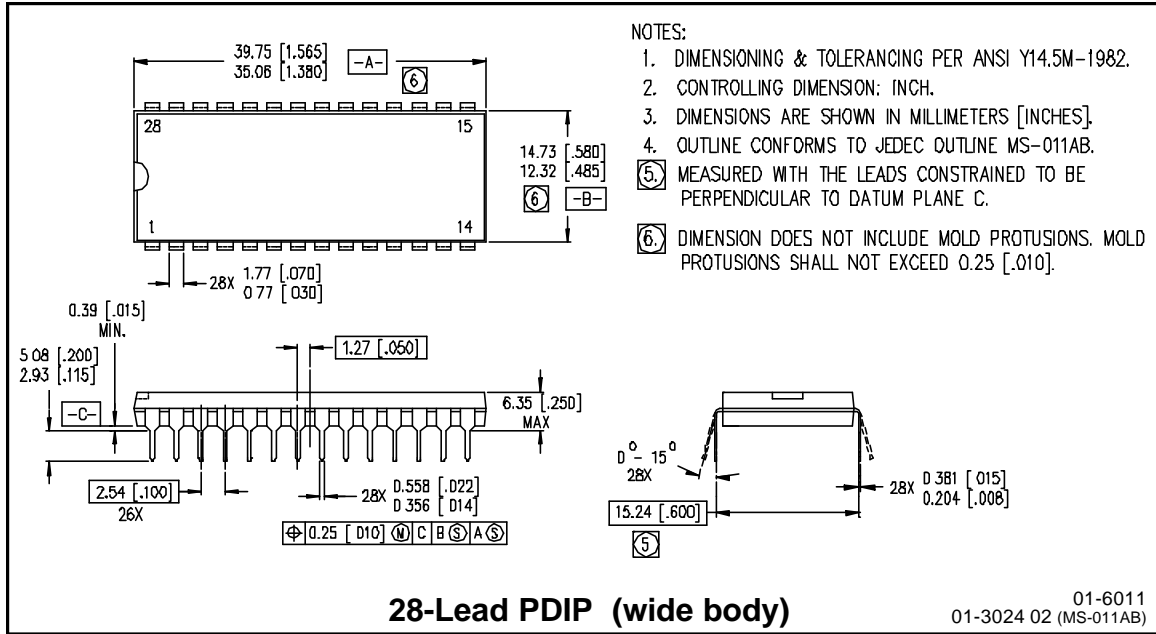 39.75 [1.565]
35.06 [1.380]
-A-
6
28
15
1
14
14.73 [.580]
12.32 [.485]
6
-B-
28X
1.77 [.070]
0 77 [ 030]
NOTES:
1. DIMENSIONING & TOLERANCING PER ANSI Y14.5M-1982.
2. CONTROLLING DIMENSION: INCH.
3. DIMENSIONS ARE SHOWN IN MILLIMETERS [INCHES].
4. OUTLINE CONFORMS TO JEDEC OUTLINE MS-011AB.
5. MEASURED WITH THE LEADS CONSTRAINED TO BE
PERPENDICULAR TO DATUM PLANE C.
6. DIMENSION DOES NOT INCLUDE MOLD PROTUSIONS. MOLD
PROTUSIONS SHALL NOT EXCEED 0.25 [.010].
0.39 [.015]
MIN.
5 08 [.200]
2.93 [.115]
-C-
1.27 [.050]
6.35 [.250]
MAX
2.54 [.100]
26X
28X
0.558 [.022]
0 356 [ 014]
⌖ 0.25 [ 010] Ⓜ C B Ⓢ A Ⓢ
0° - 15°
28X
15.24 [.600]
5
28X
0 381 [ 015]
0.204 [.008]
28-Lead PDIP (wide body)
01-6011
01-3024 02 (MS-011AB)